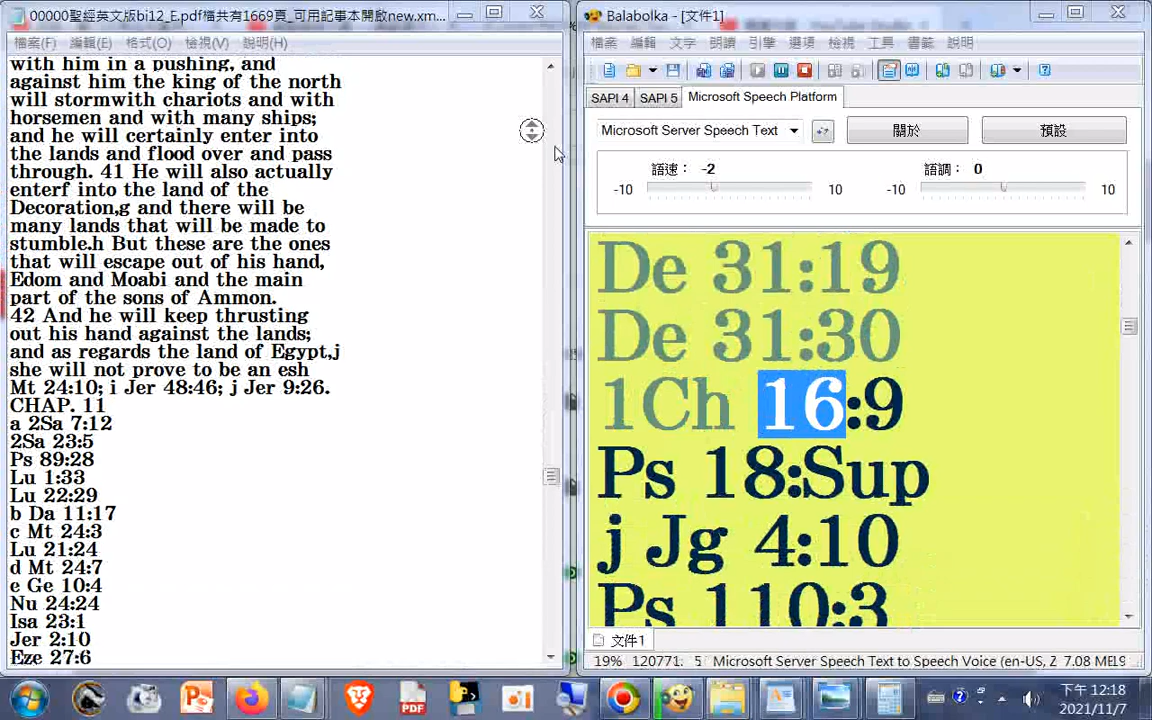 00000聖經英文版bi12_E.pdf檔共有1669頁_可用記事本開啟new.xm...
檔案(F) 編輯(E) 格式(O) 檢視(V) 說明(H)
with him in a pushing, and
against him the king of the north
will stormwith chariots and with
horsemen and with many ships;
and he will certainly enter into
the lands and flood over and pass
through. 41 He will also actually
enterf into the land of the
Decoration,g and there will be
many lands that will be made to
stumble.h But these are the ones
that will escape out of his hand,
Edom and Moabi and the main
part of the sons of Ammon.
42 And he will keep thrusting
out his hand against the lands;
and as regards the land of Egypt,j
she will not prove to be an esh
Mt 24:10; i Jer 48:46; j Jer 9:26.
CHAP. 11
a 2Sa 7:12
2Sa 23:5
Ps 89:28
Lu 1:33
Lu 22:29
b Da 11:17
c Mt 24:3
Lu 21:24
d Mt 24:7
e Ge 10:4
Nu 24:24
Isa 23:1
Jer 2:10
Eze 27:6
Balabolka - [文件1]
檔案 編輯 文字 朗讀 引擎 選項 檢視 工具 書籤 說明
SAPI 4 SAPI 5 Microsoft Speech Platform
Microsoft Server Speech Text 關於 預設
語速: -2 語調: 0
-10 10 -10 10
De 31:19
De 31:30
1Ch 16:9
Ps 18:Sup
j Jg 4:10
Ps 110:3
文件1
19% 120771. 5 Microsoft Server Speech Text to Speech Voice (en-US, Z 7.08 ME
PDF
下午 12:18
2021/11/7